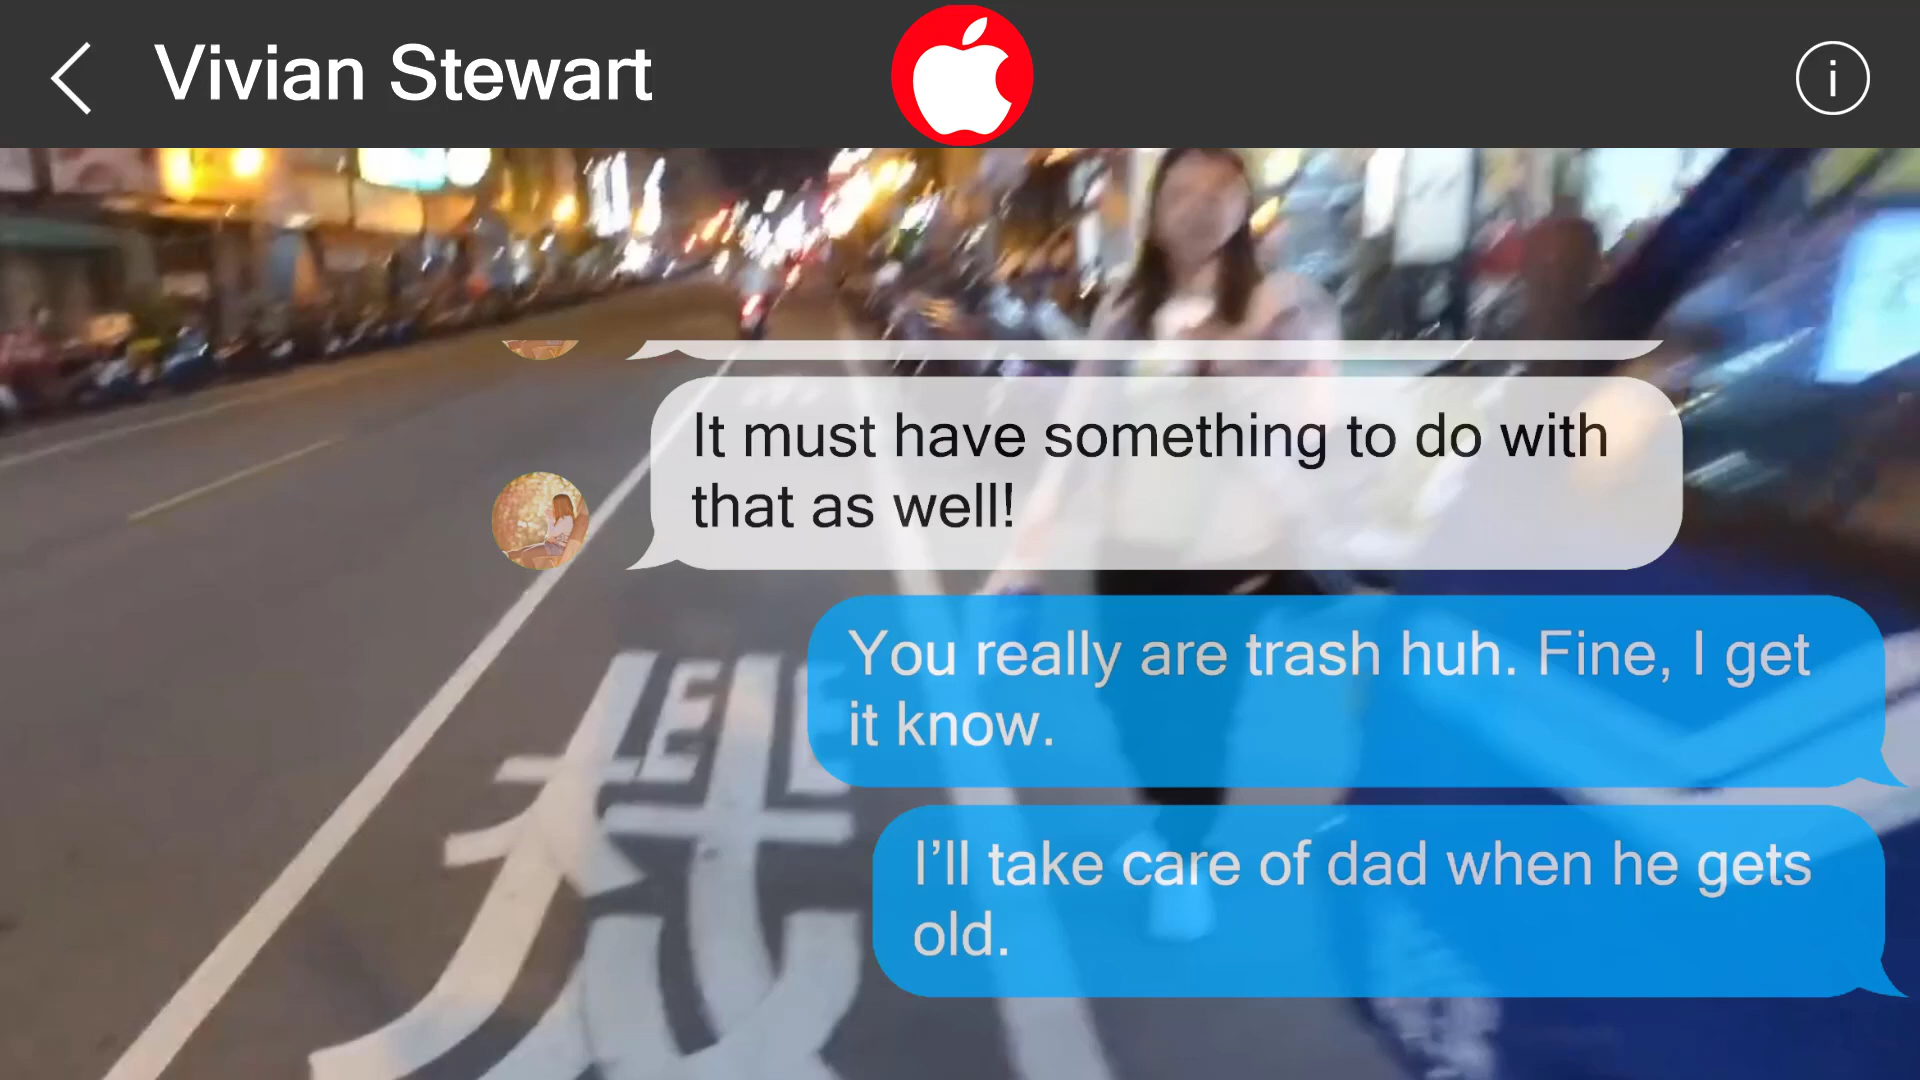 Vivian Stewart
It must have something to do with
that as well!
You really are trash huh. Fine, I get
it know.
I’ll take care of dad when he gets
old.